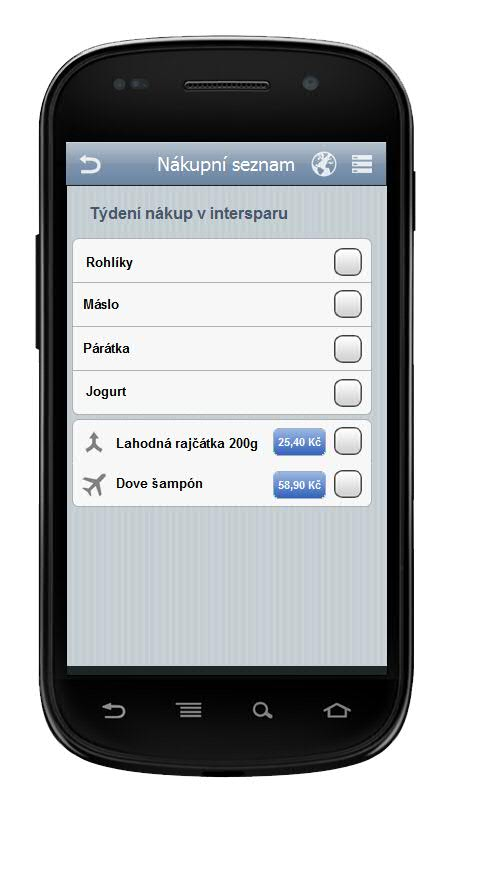 Nákupní seznam
Týdení nákup v intersparu
Rohlíky
Máslo
Párátka
Jogurt
Lahodná rajčátka 200g 25,40 Kč
Dove šampón 58,90 Kč